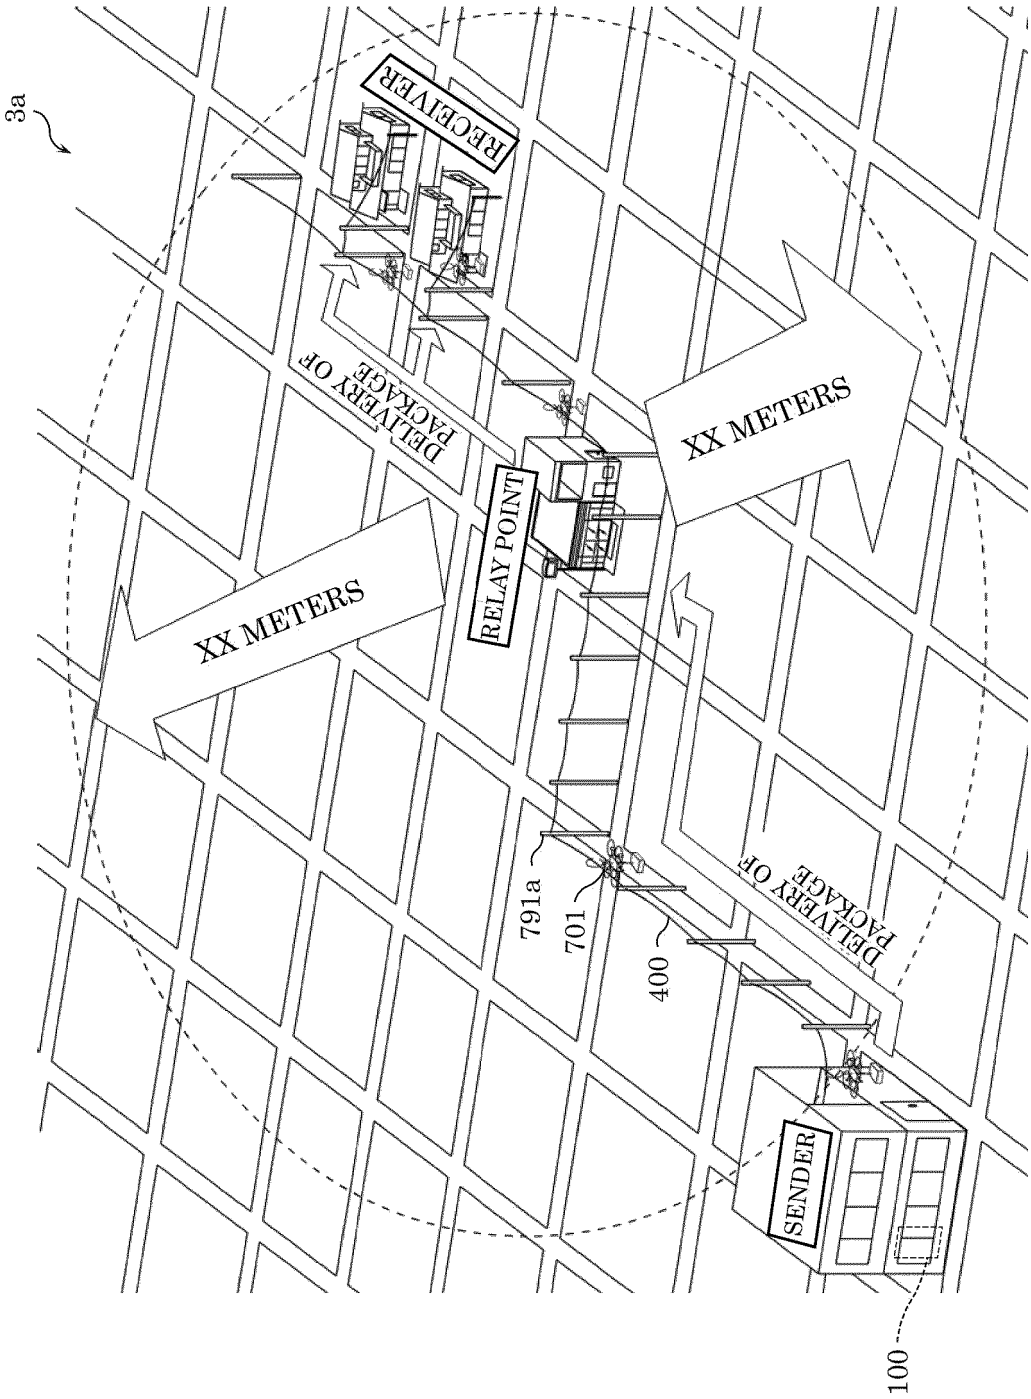 3a
RECEIVER
DELIVERY OF
PACKAGE
XX METERS
RELAY POINT
XX METERS
791a
701
400
DELIVERY OF
PACKAGE
SENDER
100